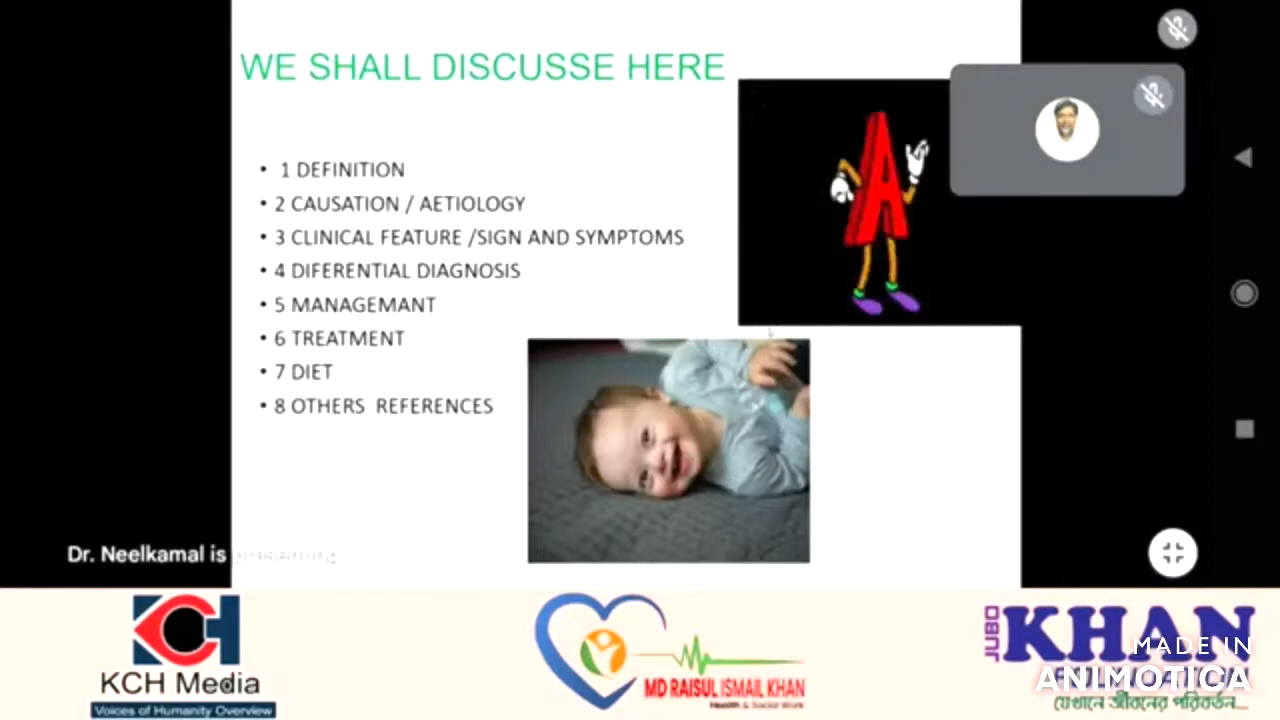 WE SHALL DISCUSSE HERE
A
• 1 DEFINITION
• 2 CAUSATION / AETIOLOGY
• 3 CLINICAL FEATURE /SIGN AND SYMPTOMS
• 4 DIFERENTIAL DIAGNOSIS
• 5 MANAGEMANT
• 6 TREATMENT
• 7 DIET
• 8 OTHERS REFERENCES
Dr. Neelkamal is presenting
KCH Media
Voices of Humanity Overview
MD RAISUL ISMAIL KHAN
Health & Social Work
JUBO
KHAN
MADE IN
ANIMOTICA
যেখানে জীবনের পরিবর্তন...